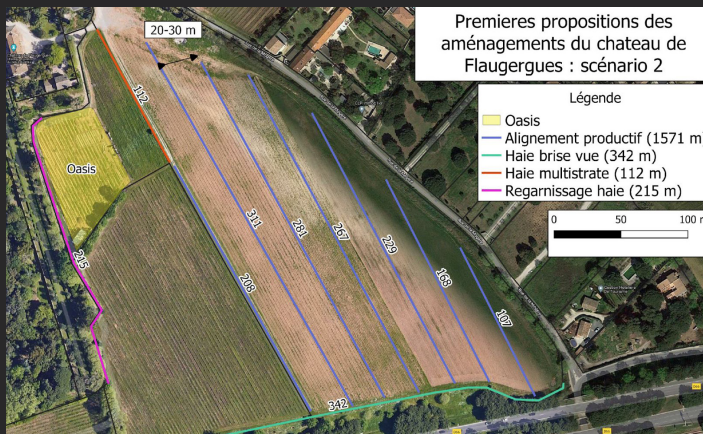 Premieres propositions des
aménagements du chateau de
Flaugergues : scénario 2
20-30 m
Légende
Oasis
Alignement productif (1571 m)
Haie brise vue (342 m)
Haie multistrate (112 m)
Regarnissage haie (215 m)
0 50 100 m
112
Oasis
311
281
267
229
168
107
245
208
342